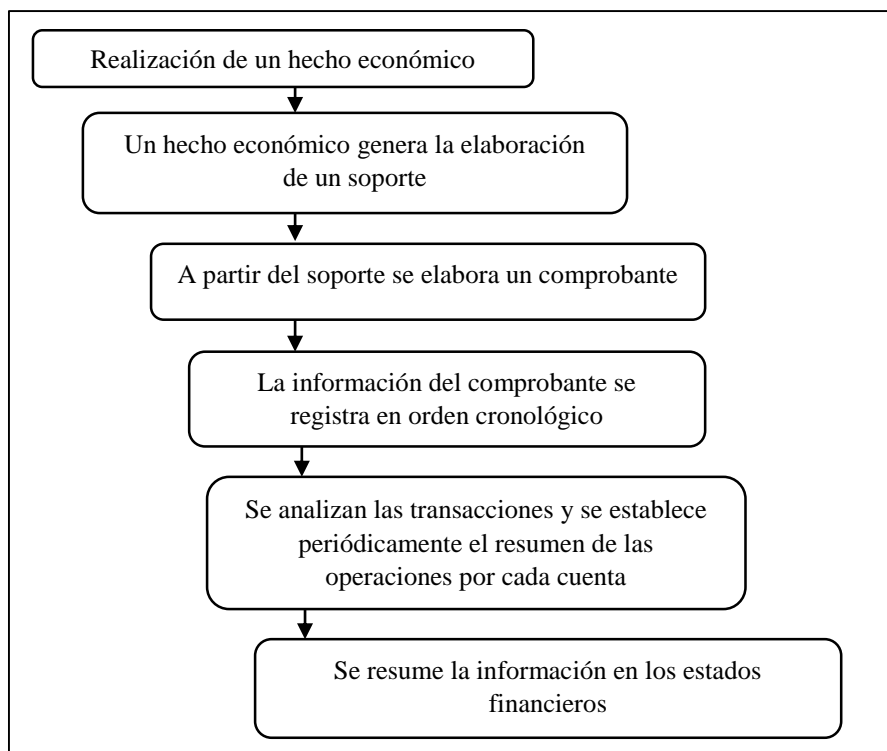 Realización de un hecho económico
Un hecho económico genera la elaboración
de un soporte
A partir del soporte se elabora un comprobante
La información del comprobante se
registra en orden cronológico
Se analizan las transacciones y se establece
periódicamente el resumen de las
operaciones por cada cuenta
Se resume la información en los estados
financieros